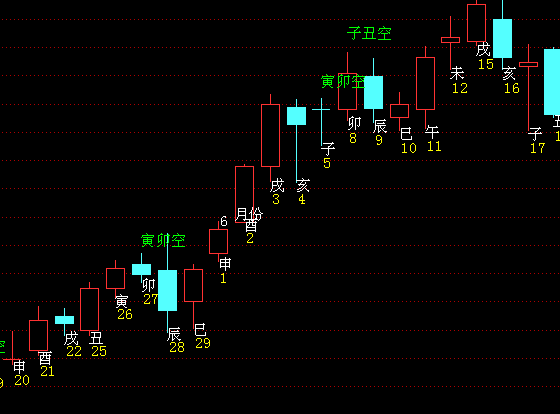 子丑空
寅卯空
寅卯空
空
6 月份
申
20
酉
21
戌
22
丑
25
寅
26
卯
27
辰
28
巳
29
申
1
酉
2
戌
3
亥
4
子
5
卯
8
辰
9
巳
10
午
11
未
12
戌
15
亥
16
子
17